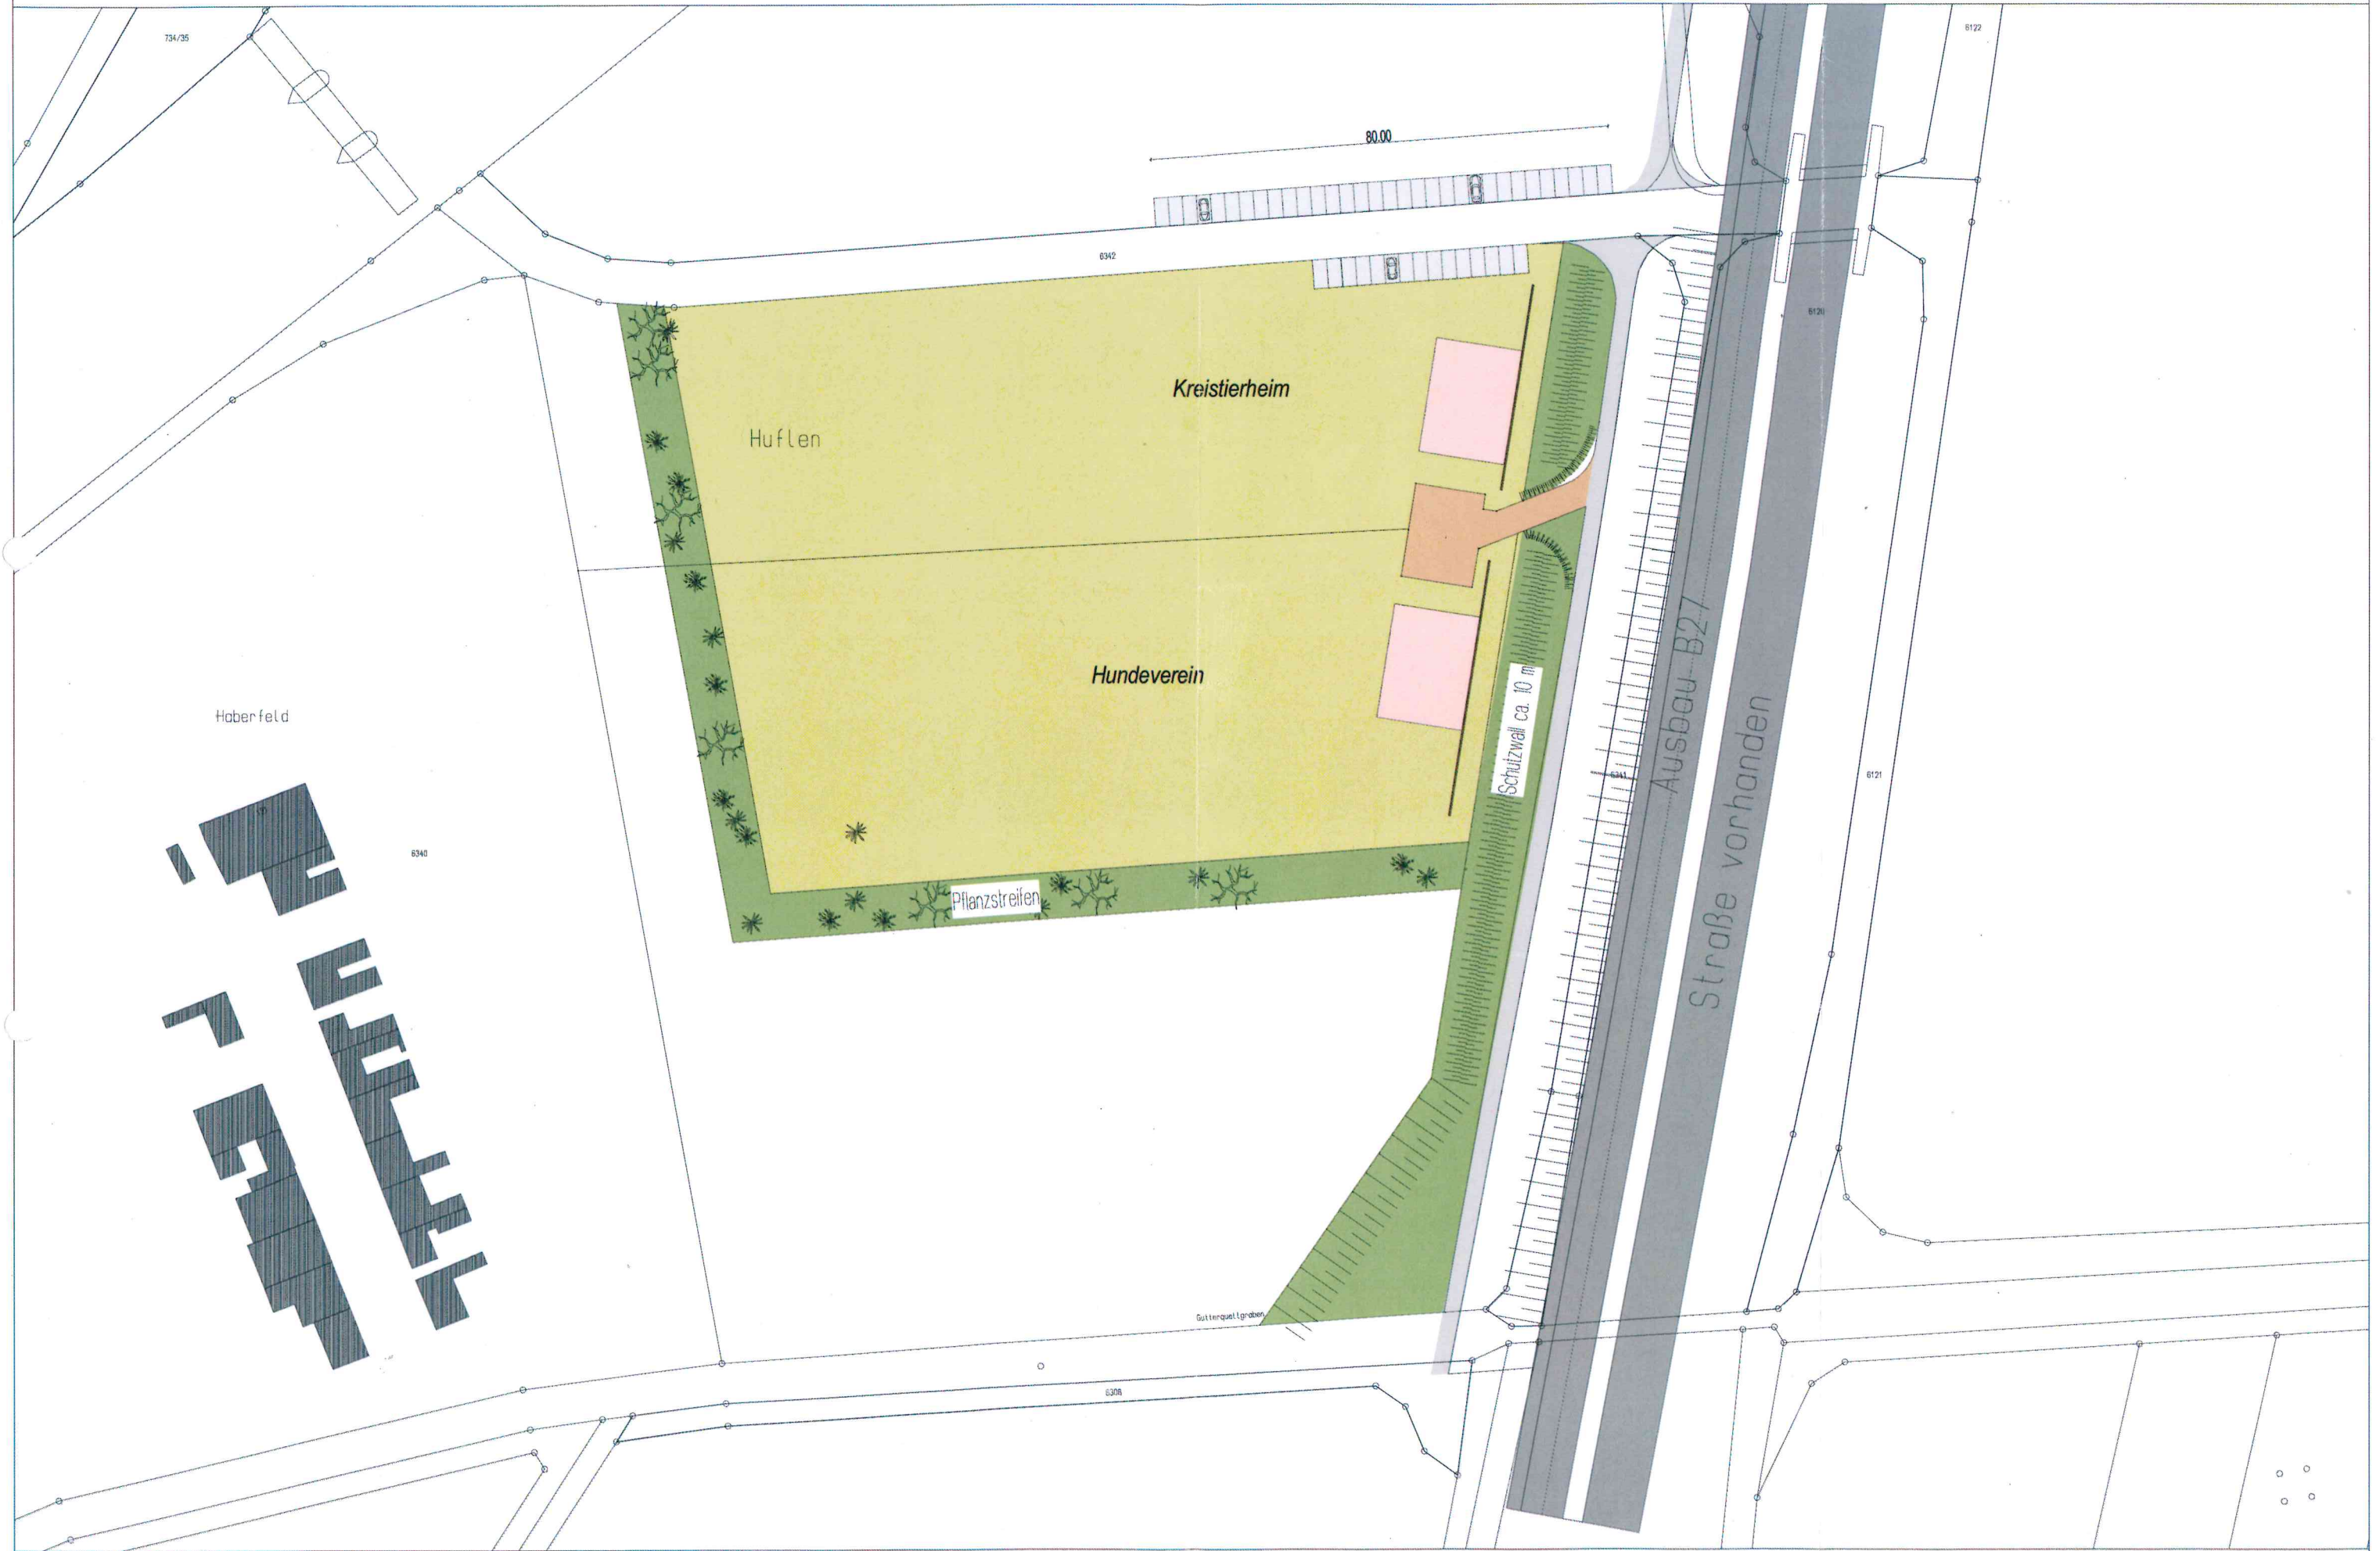 734/35
6122
80.00
6342
6120
Kreistierheim
Huflen
Hundeverein
Schutzwall ca. 10 m
Ausbau B27
Straße vorhanden
Haberfeld
6341
6121
6340
Pflanzstreifen
Gutterquellgraben
6308